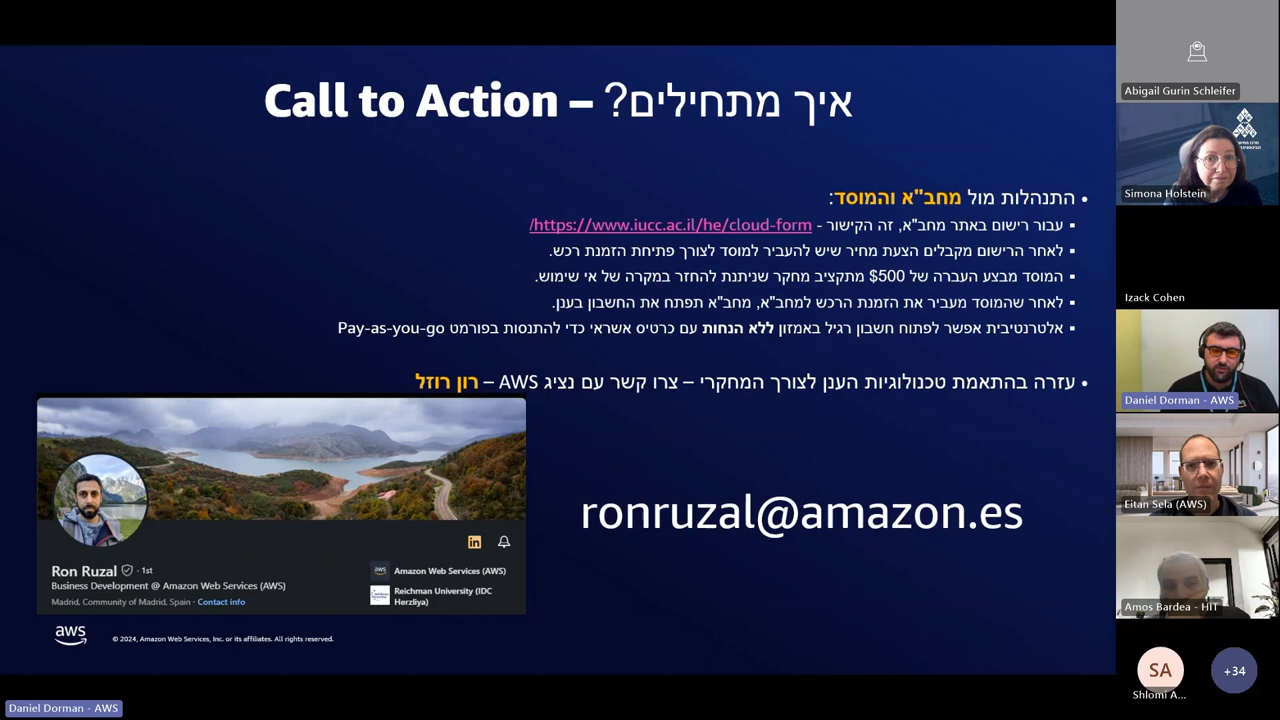 איך מתחילים? – Call to Action
• התנהלות מול מחב"א והמוסד:
▪ עבור רישום באתר מחב"א, זה הקישור - https://www.iucc.ac.il/he/cloud-form/
▪ לאחר הרישום מקבלים הצעת מחיר שיש להעביר למוסד לצורך פתיחת הזמנת רכש.
▪ המוסד מבצע העברה של $500 מתקציב מחקר שניתנת להחזר במקרה של אי שימוש.
▪ לאחר שהמוסד מעביר את הזמנת הרכש למחב"א, מחב"א תפתח את החשבון בענן.
▪ אלטרנטיבית אפשר לפתוח חשבון רגיל באמזון ללא הנחות עם כרטיס אשראי כדי להתנסות בפורמט Pay-as-you-go
• עזרה בהתאמת טכנולוגיות הענן לצורך המחקרי – צרו קשר עם נציג AWS – רון רוזל
ronruzal@amazon.es
Ron Ruzal · 1st
Business Development @ Amazon Web Services (AWS)
Madrid, Community of Madrid, Spain · Contact info
in
aws
Amazon Web Services (AWS)
Reichman University (IDC
Herzliya)
aws
© 2024, Amazon Web Services, Inc. or its affiliates. All rights reserved.
Daniel Dorman - AWS
Abigail Gurin Schleifer
Simona Holstein
Izack Cohen
Daniel Dorman - AWS
Eitan Sela (AWS)
Amos Bardea - HIT
SA
Shlomi A...
+34